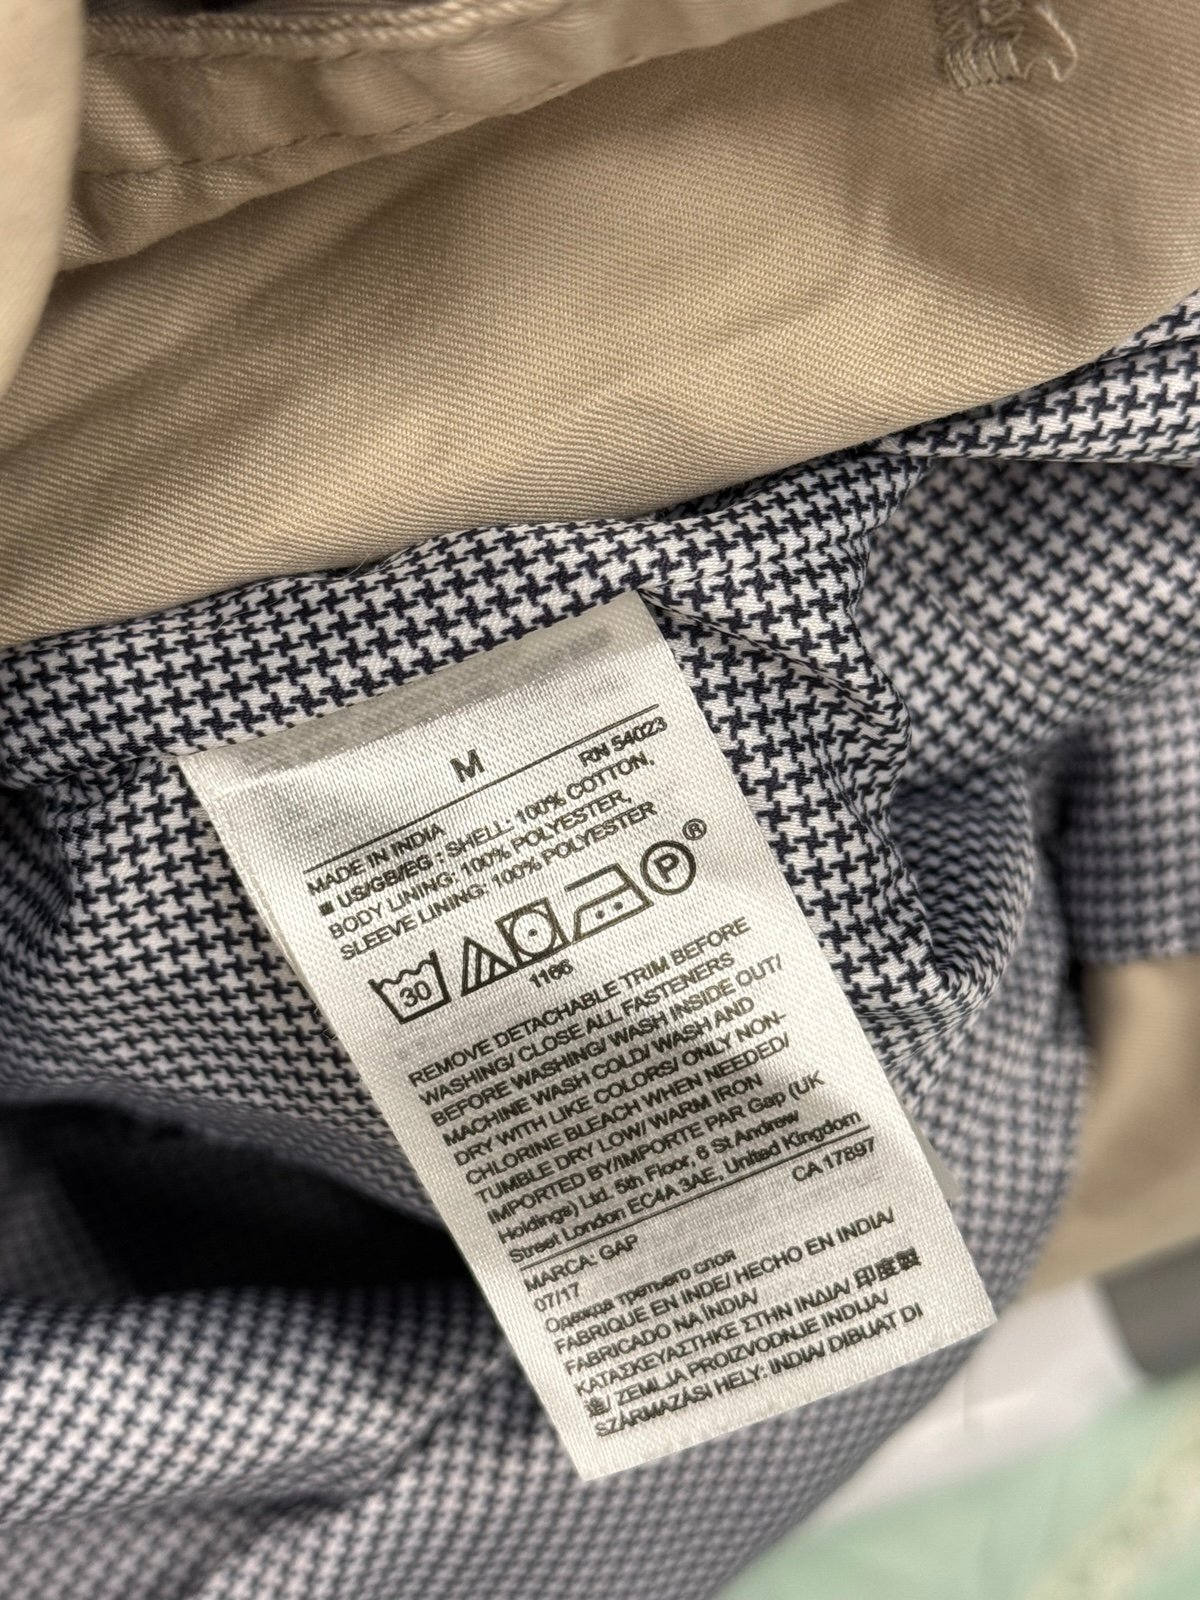 M
MADE IN INDIA RN 54023
■ US/GB/EG : SHELL: 100% COTTON,
BODY LINING: 100% POLYESTER,
SLEEVE LINING: 100% POLYESTER
30 P ®
1166
REMOVE DETACHABLE TRIM BEFORE
WASHING/ CLOSE ALL FASTENERS
BEFORE WASHING/ WASH INSIDE OUT/
MACHINE WASH COLD/ WASH AND
DRY WITH LIKE COLORS/ ONLY NON-
CHLORINE BLEACH WHEN NEEDED/
TUMBLE DRY LOW/ WARM IRON
IMPORTED BY/IMPORTE PAR Gap (UK
Holdings) Ltd. 5th Floor, 6 St Andrew
Street London EC4A 3AE, United Kingdom
CA 17897
MARCA: GAP
07/17
Одежда третьего слоя
FABRIQUE EN INDE/ HECHO EN INDIA/
FABRICADO NA ÍNDIA/
ΚΑΤΑΣΚΕΥΑΣΤΗΚΕ ΣΤΗΝ ΙΝΔΙΑ/ 印度製
造/ ZEMLJA PROIZVODNJE INDIJA/
SZÁRMAZÁSI HELY: INDIA/ DIBUAT DI